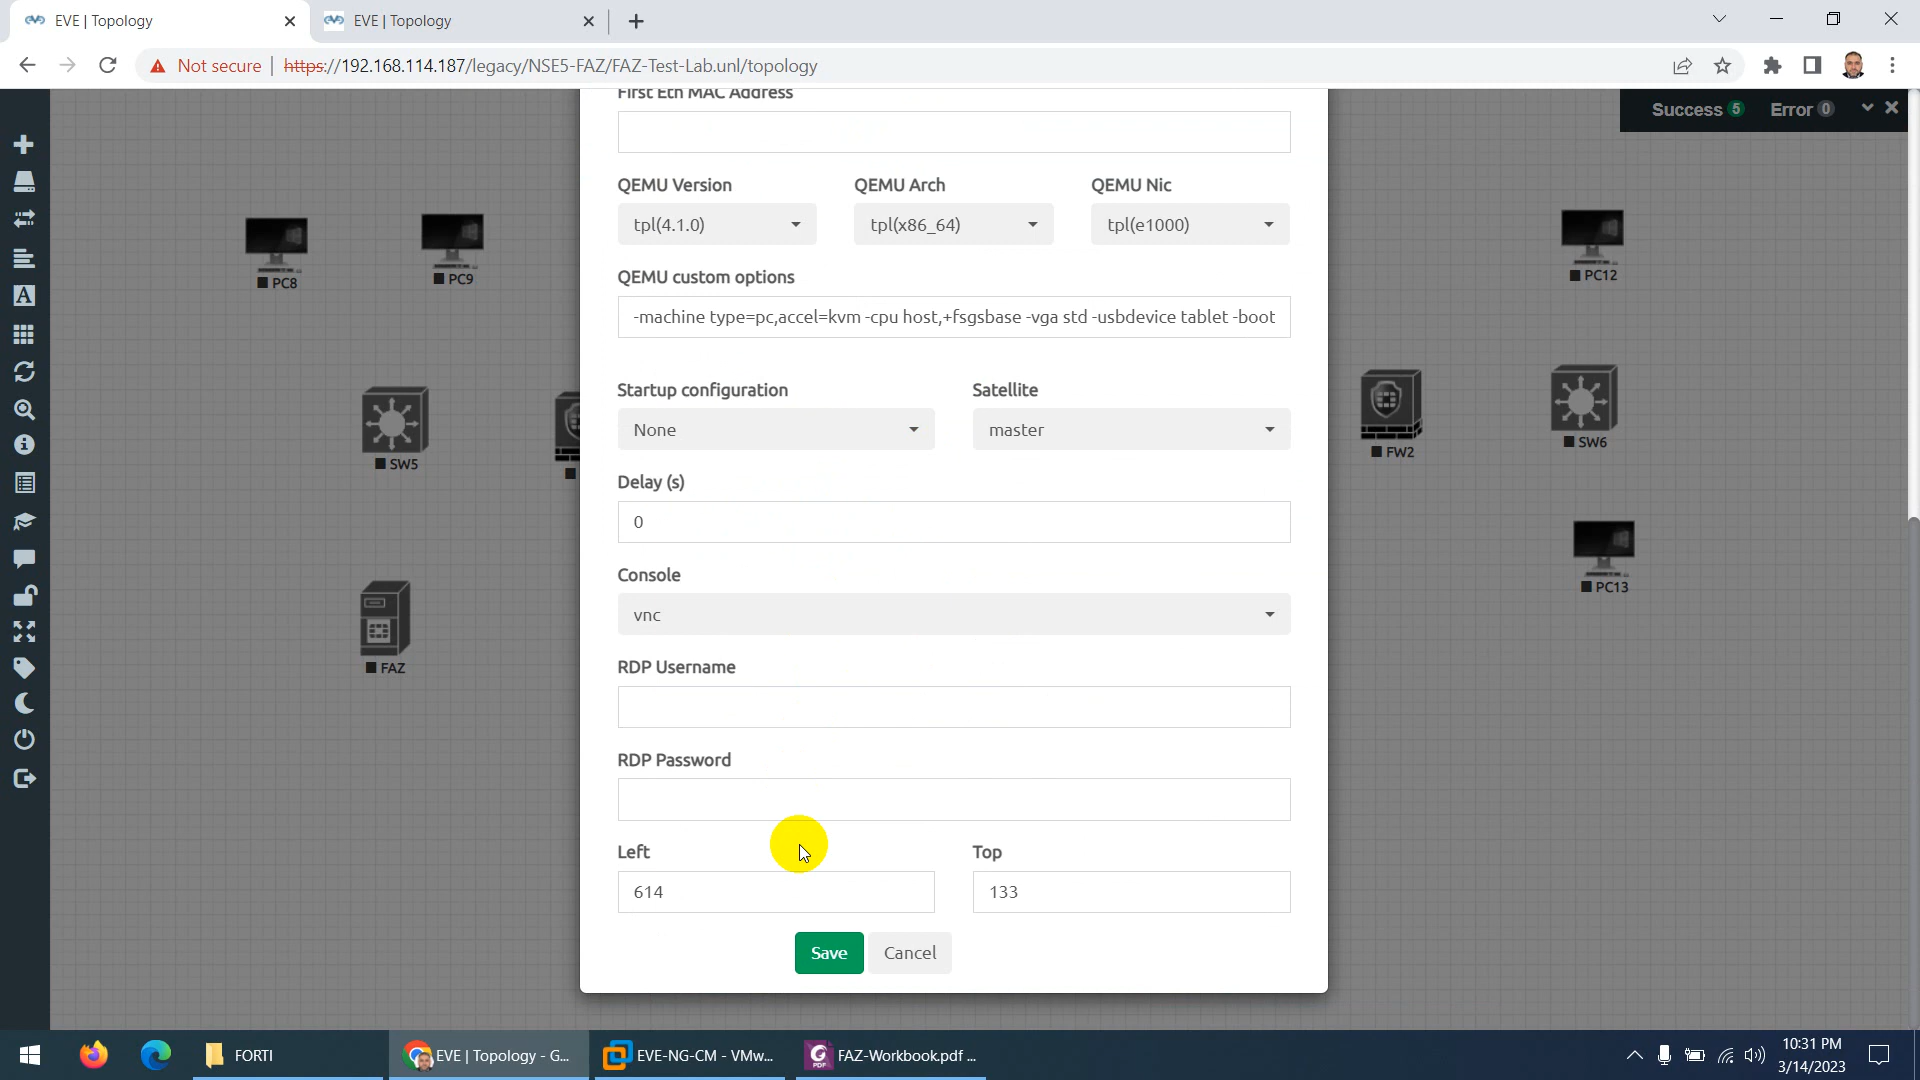 EVE | Topology
EVE | Topology
Not secure | https://192.168.114.187/legacy/NSE5-FAZ/FAZ-Test-Lab.unl/topology
Success 5 Error 0
First Eth MAC Address
QEMU Version QEMU Arch QEMU Nic
tpl(4.1.0) tpl(x86_64) tpl(e1000)
QEMU custom options
-machine type=pc,accel=kvm -cpu host,+fsgsbase -vga std -usbdevice tablet -boot
Startup configuration Satellite
None master
Delay (s)
0
Console
vnc
RDP Username
RDP Password
Left Top
614 133
Save Cancel
PC8
PC9
PC12
SW5
FW2
SW6
PC13
FAZ
FORTI
EVE | Topology - G...
EVE-NG-CM - VMw...
FAZ-Workbook.pdf ...
10:31 PM
3/14/2023